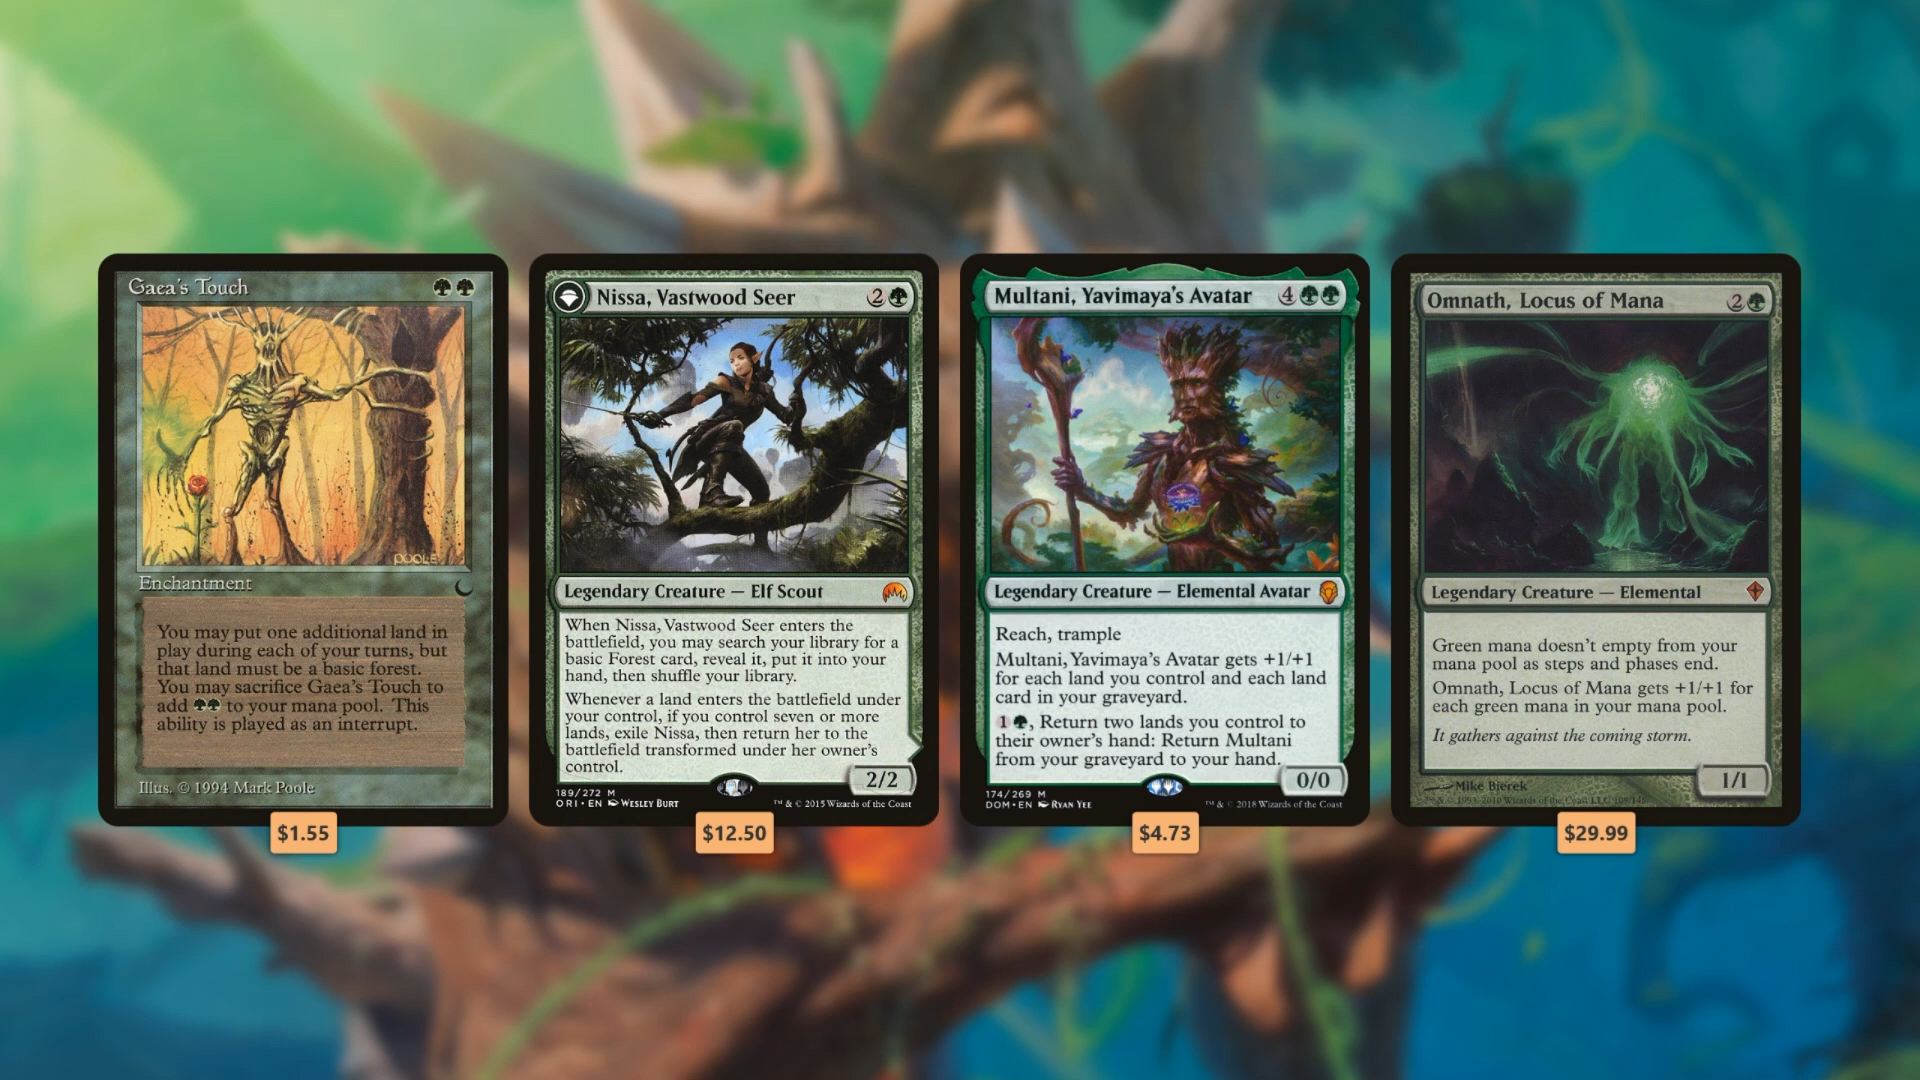 Gaea's Touch
POOLE
Enchantment
You may put one additional land in
play during each of your turns, but
that land must be a basic forest.
You may sacrifice Gaea's Touch to
add to your mana pool. This
ability is played as an interrupt.
Illus. © 1994 Mark Poole
$1.55
Nissa, Vastwood Seer 2
Legendary Creature — Elf Scout
When Nissa, Vastwood Seer enters the
battlefield, you may search your library for a
basic Forest card, reveal it, put it into your
hand, then shuffle your library.
Whenever a land enters the battlefield under
your control, if you control seven or more
lands, exile Nissa, then return her to the
battlefield transformed under her owner's
control.
2/2
189/272 M
ORI • EN Wesley Burt
™ & © 2015 Wizards of the Coast
$12.50
Multani, Yavimaya's Avatar 4
Legendary Creature — Elemental Avatar
Reach, trample
Multani, Yavimaya's Avatar gets +1/+1
for each land you control and each land
card in your graveyard.
1, Return two lands you control to
their owner's hand: Return Multani
from your graveyard to your hand.
0/0
174/269 M
DOM • EN Ryan Yee
™ & © 2018 Wizards of the Coast
$4.73
Omnath, Locus of Mana 2
Legendary Creature — Elemental
Green mana doesn't empty from your
mana pool as steps and phases end.
Omnath, Locus of Mana gets +1/+1 for
each green mana in your mana pool.
It gathers against the coming storm.
1/1
Mike Bierek
™ & © 1993–2010 Wizards of the Coast LLC 109/145
$29.99